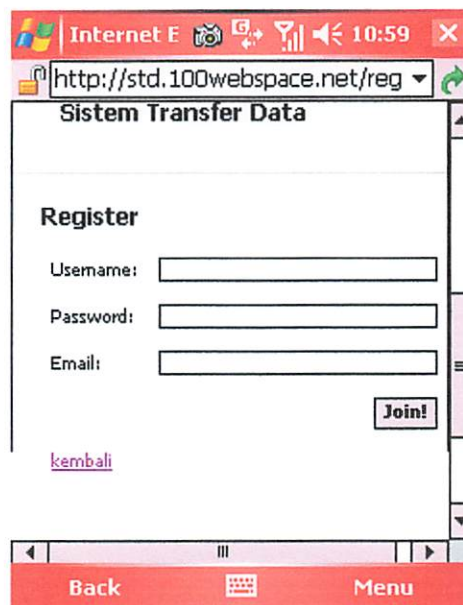 Internet E G 10:59
http://std.100webspace.net/reg
Sistem Transfer Data
Register
Username:
Password:
Email:
Join!
kembali
Back Menu